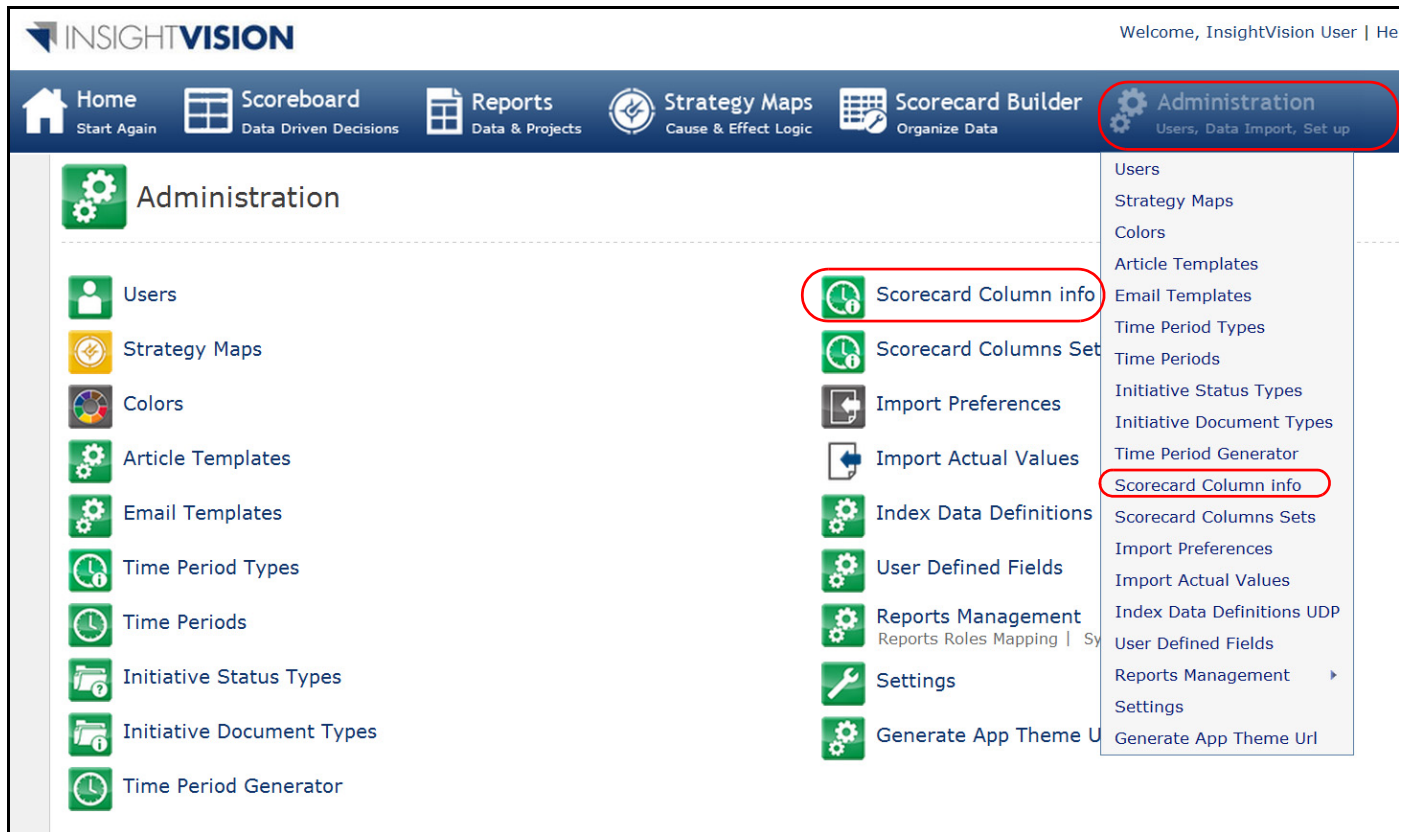 INSIGHTVISION
Welcome, InsightVision User | He
Home
Start Again
Scoreboard
Data Driven Decisions
Reports
Data & Projects
Strategy Maps
Cause & Effect Logic
Scorecard Builder
Organize Data
Administration
Users, Data Import, Set up
Administration
Users
Strategy Maps
Colors
Article Templates
Email Templates
Time Period Types
Time Periods
Initiative Status Types
Initiative Document Types
Time Period Generator
Scorecard Column info
Scorecard Columns Set
Import Preferences
Import Actual Values
Index Data Definitions
User Defined Fields
Reports Management
Reports Roles Mapping | Sy
Settings
Generate App Theme U
Users
Strategy Maps
Colors
Article Templates
Email Templates
Time Period Types
Time Periods
Initiative Status Types
Initiative Document Types
Time Period Generator
Scorecard Column info
Scorecard Columns Sets
Import Preferences
Import Actual Values
Index Data Definitions UDP
User Defined Fields
Reports Management
Settings
Generate App Theme Url